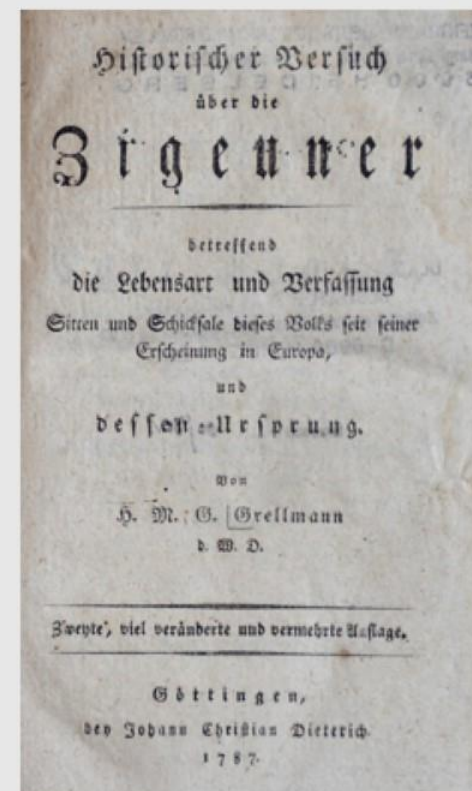 Historischer Versuch
über die
Zigeuner
betreffend
die Lebensart und Verfassung
Sitten und Schicksale dieses Volks seit seiner
Erscheinung in Europa,
und
dessen Ursprung.
Von
H. M. G. Grellmann
d. W. D.
Zweyte, viel veränderte und vermehrte Auflage.
Göttingen,
bey Johann Christian Dieterich
1787.